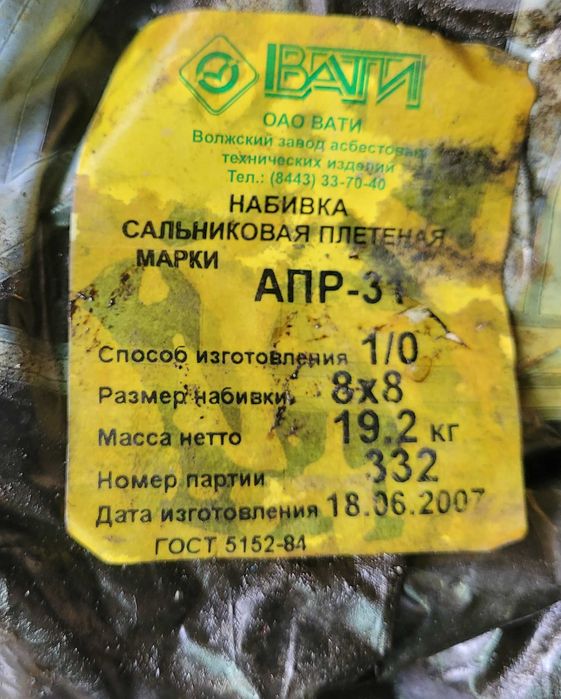 ВАТИ
ОАО ВАТИ
Волжский завод асбестовых
технических изделий
Тел.: (8443) 33-70-40
НАБИВКА
САЛЬНИКОВАЯ ПЛЕТЕНАЯ
МАРКИ АПР-31
Способ изготовления 1/0
Размер набивки 8x8
Масса нетто 19.2 кг
Номер партии 332
Дата изготовления 18.06.2007
ГОСТ 5152-84